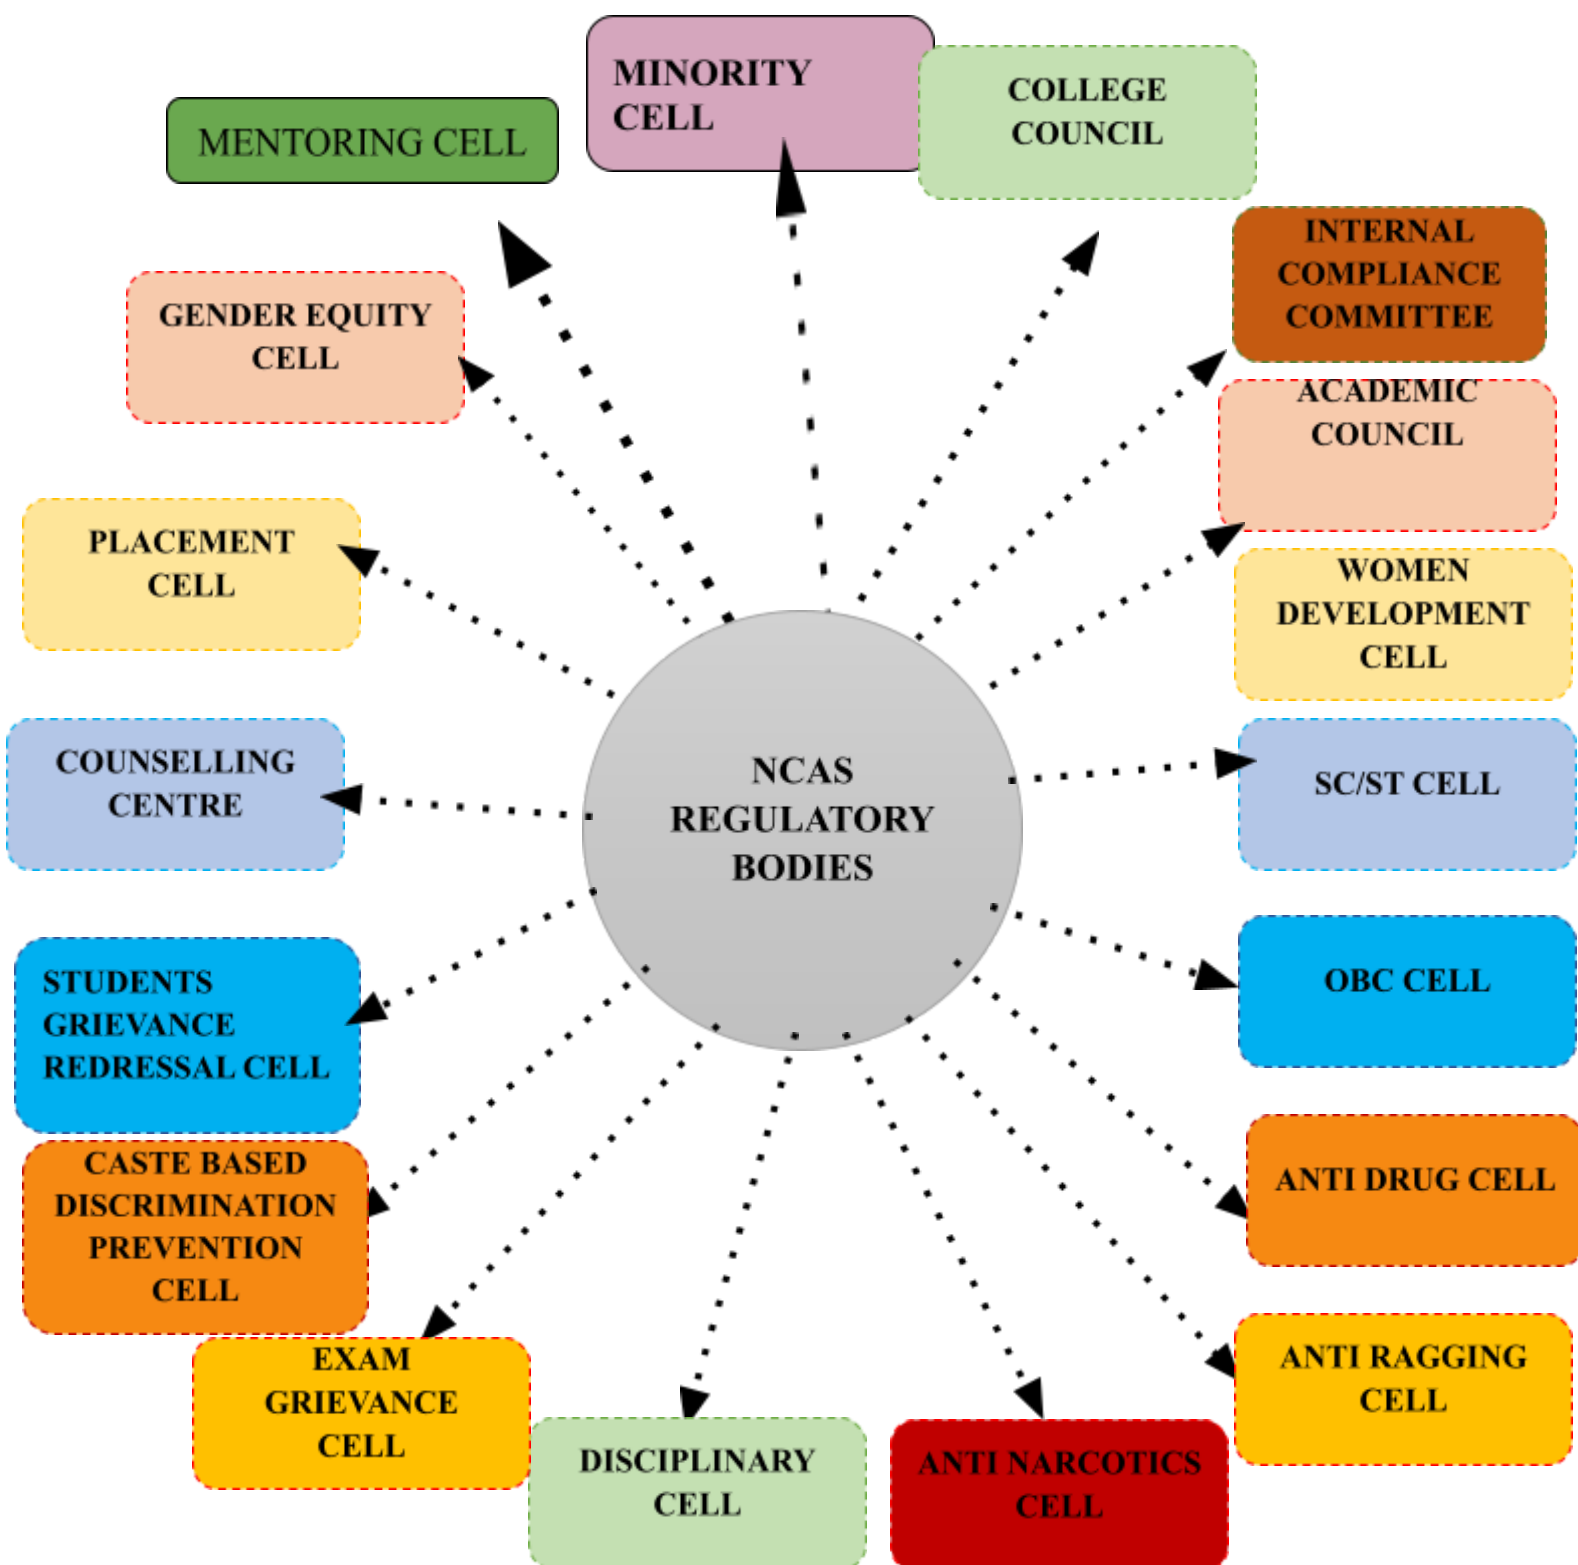 MINORITY
CELL
COLLEGE
COUNCIL
MENTORING CELL
INTERNAL
COMPLIANCE
COMMITTEE
GENDER EQUITY
CELL
ACADEMIC
COUNCIL
PLACEMENT
CELL
WOMEN
DEVELOPMENT
CELL
COUNSELLING
CENTRE
NCAS
REGULATORY
BODIES
SC/ST CELL
STUDENTS
GRIEVANCE
REDRESSAL CELL
OBC CELL
CASTE BASED
DISCRIMINATION
PREVENTION
CELL
ANTI DRUG CELL
EXAM
GRIEVANCE
CELL
ANTI RAGGING
CELL
DISCIPLINARY
CELL
ANTI NARCOTICS
CELL